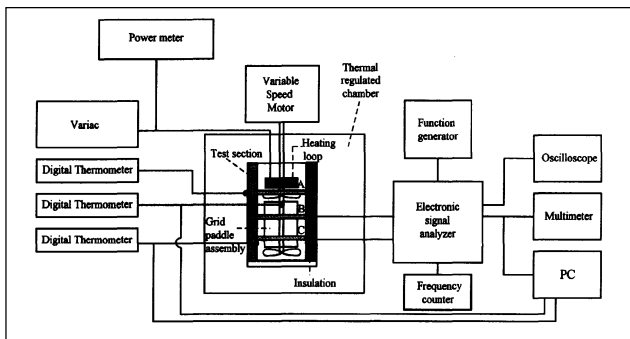 Power meter
Variable
Speed
Motor
Thermal
regulated
chamber
Variac
Function
generator
Heating
loop
Test section
Digital Thermometer
A
Oscilloscope
Digital Thermometer
B
Electronic
signal
analyzer
Multimeter
Grid
paddle
assembly
Digital Thermometer
C
PC
Insulation
Frequency
counter